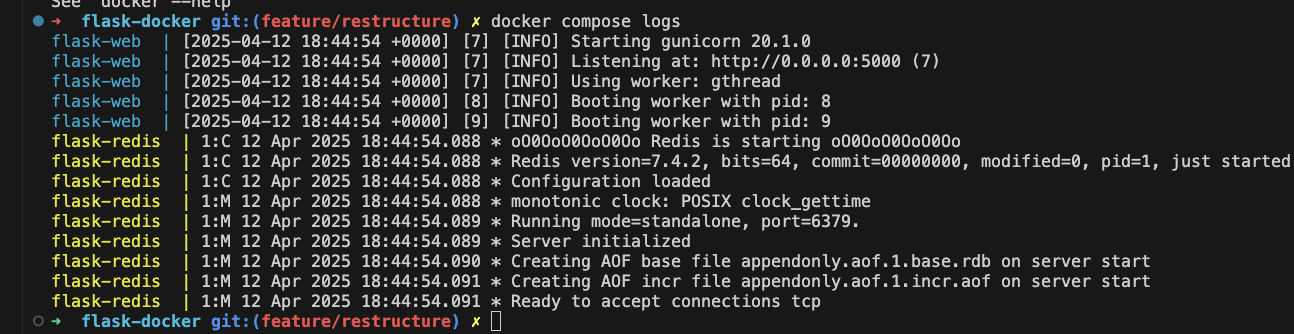 See 'docker --help'
➜ flask-docker git:(feature/restructure) ✗ docker compose logs
flask-web | [2025-04-12 18:44:54 +0000] [7] [INFO] Starting gunicorn 20.1.0
flask-web | [2025-04-12 18:44:54 +0000] [7] [INFO] Listening at: http://0.0.0.0:5000 (7)
flask-web | [2025-04-12 18:44:54 +0000] [7] [INFO] Using worker: gthread
flask-web | [2025-04-12 18:44:54 +0000] [8] [INFO] Booting worker with pid: 8
flask-web | [2025-04-12 18:44:54 +0000] [9] [INFO] Booting worker with pid: 9
flask-redis | 1:C 12 Apr 2025 18:44:54.088 * oO0OoO0OoO0Oo Redis is starting oO0OoO0OoO0Oo
flask-redis | 1:C 12 Apr 2025 18:44:54.088 * Redis version=7.4.2, bits=64, commit=00000000, modified=0, pid=1, just started
flask-redis | 1:C 12 Apr 2025 18:44:54.088 * Configuration loaded
flask-redis | 1:M 12 Apr 2025 18:44:54.088 * monotonic clock: POSIX clock_gettime
flask-redis | 1:M 12 Apr 2025 18:44:54.089 * Running mode=standalone, port=6379.
flask-redis | 1:M 12 Apr 2025 18:44:54.089 * Server initialized
flask-redis | 1:M 12 Apr 2025 18:44:54.090 * Creating AOF base file appendonly.aof.1.base.rdb on server start
flask-redis | 1:M 12 Apr 2025 18:44:54.091 * Creating AOF incr file appendonly.aof.1.incr.aof on server start
flask-redis | 1:M 12 Apr 2025 18:44:54.091 * Ready to accept connections tcp
➜ flask-docker git:(feature/restructure) ✗